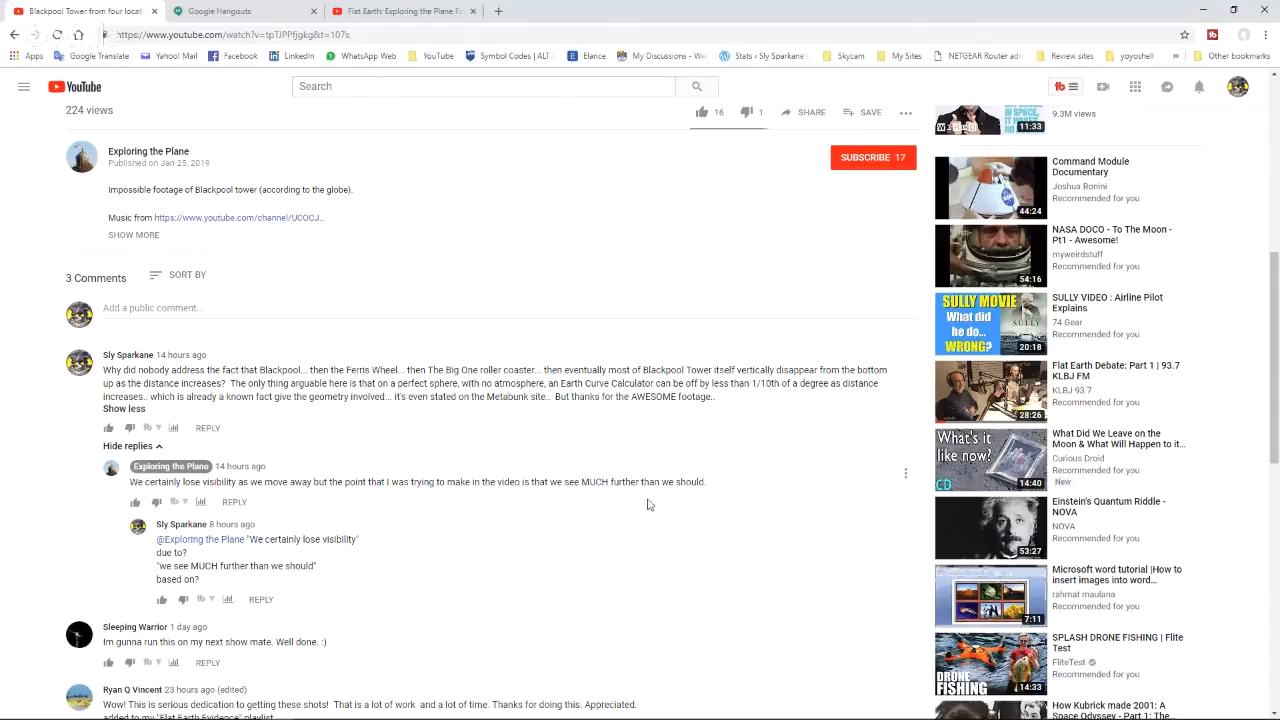 Blackpool Tower from four locat
Google Hangouts
Flat Earth: Exploring the Plane F
https://www.youtube.com/watch?v=tpTJPPfjgkg&t=107s
Apps Google Translate Yahoo! Mail Facebook LinkedIn WhatsApp Web YouTube Symbol Codes | ALT Elance My Discussions - We Stats ‹ Sly Sparkane' Skycam My Sites NETGEAR Router adr Review sites yoyoshell » Other bookmarks
YouTube
Search
224 views
16 1 SHARE SAVE
Exploring the Plane
Published on Jan 25, 2019
SUBSCRIBE 17
Impossible footage of Blackpool tower (according to the globe).
Music from https://www.youtube.com/channel/UCOCJ...
SHOW MORE
3 Comments SORT BY
Add a public comment...
Sly Sparkane 14 hours ago
Why did nobody address the fact that Ferris Wheel... then The roller coaster... then eventually most of Blackpool Tower itself vertically disappear from the bottom
up as the distance increases? The only thing proven here is that for a perfect sphere, with no atmosphere, an Earth Curve Calculator can be off by less than 1/10th of a degree as distance
increases.. which is already a known fact give the geometry it's even stated on the Metabunk site.. But thanks for the AWESOME footage..
Show less
REPLY
Hide replies
Exploring the Plane 14 hours ago
We certainly lose visibility as we move away but the point that I was trying to make in the video is that we see MUCH further than we should.
REPLY
Sly Sparkane 8 hours ago
@Exploring the Plane "We certainly lose visibility"
due to?
"we see MUCH further than we should"
based on?
REPLY
Sleeping Warrior 1 day ago
Im gunna run this on my next show mate. Well done
REPLY
Ryan Q Vincent 23 hours ago (edited)
Wow! This is serious dedication to getting the shot. That is a lot of work and a lot of time. Thanks for doing this. Appreciated.
added to my "Flat Earth Evidence" playlist
11:33
9.3M views
44:24
Command Module
Documentary
Joshua Bonini
Recommended for you
54:16
NASA DOCO - To The Moon -
Pt1 - Awesome!
myweirdstuff
Recommended for you
SULLY MOVIE
What did
he do...
WRONG?
SULLY
20:18
SULLY VIDEO : Airline Pilot
Explains
74 Gear
Recommended for you
28:26
Flat Earth Debate: Part 1 | 93.7
KLBJ FM
KLBJ 93.7
Recommended for you
What's it
like now?
CD
14:40
What Did We Leave on the
Moon & What Will Happen to it...
Curious Droid
Recommended for you
New
53:27
Einstein's Quantum Riddle -
NOVA
NOVA
Recommended for you
7:11
Microsoft word tutorial |How to
insert images into word...
rahmat maulana
Recommended for you
DRONE
FISHING
14:33
SPLASH DRONE FISHING | Flite
Test
FliteTest
Recommended for you
How Kubrick made 2001: A
Space Odyssey - Part 1: The...